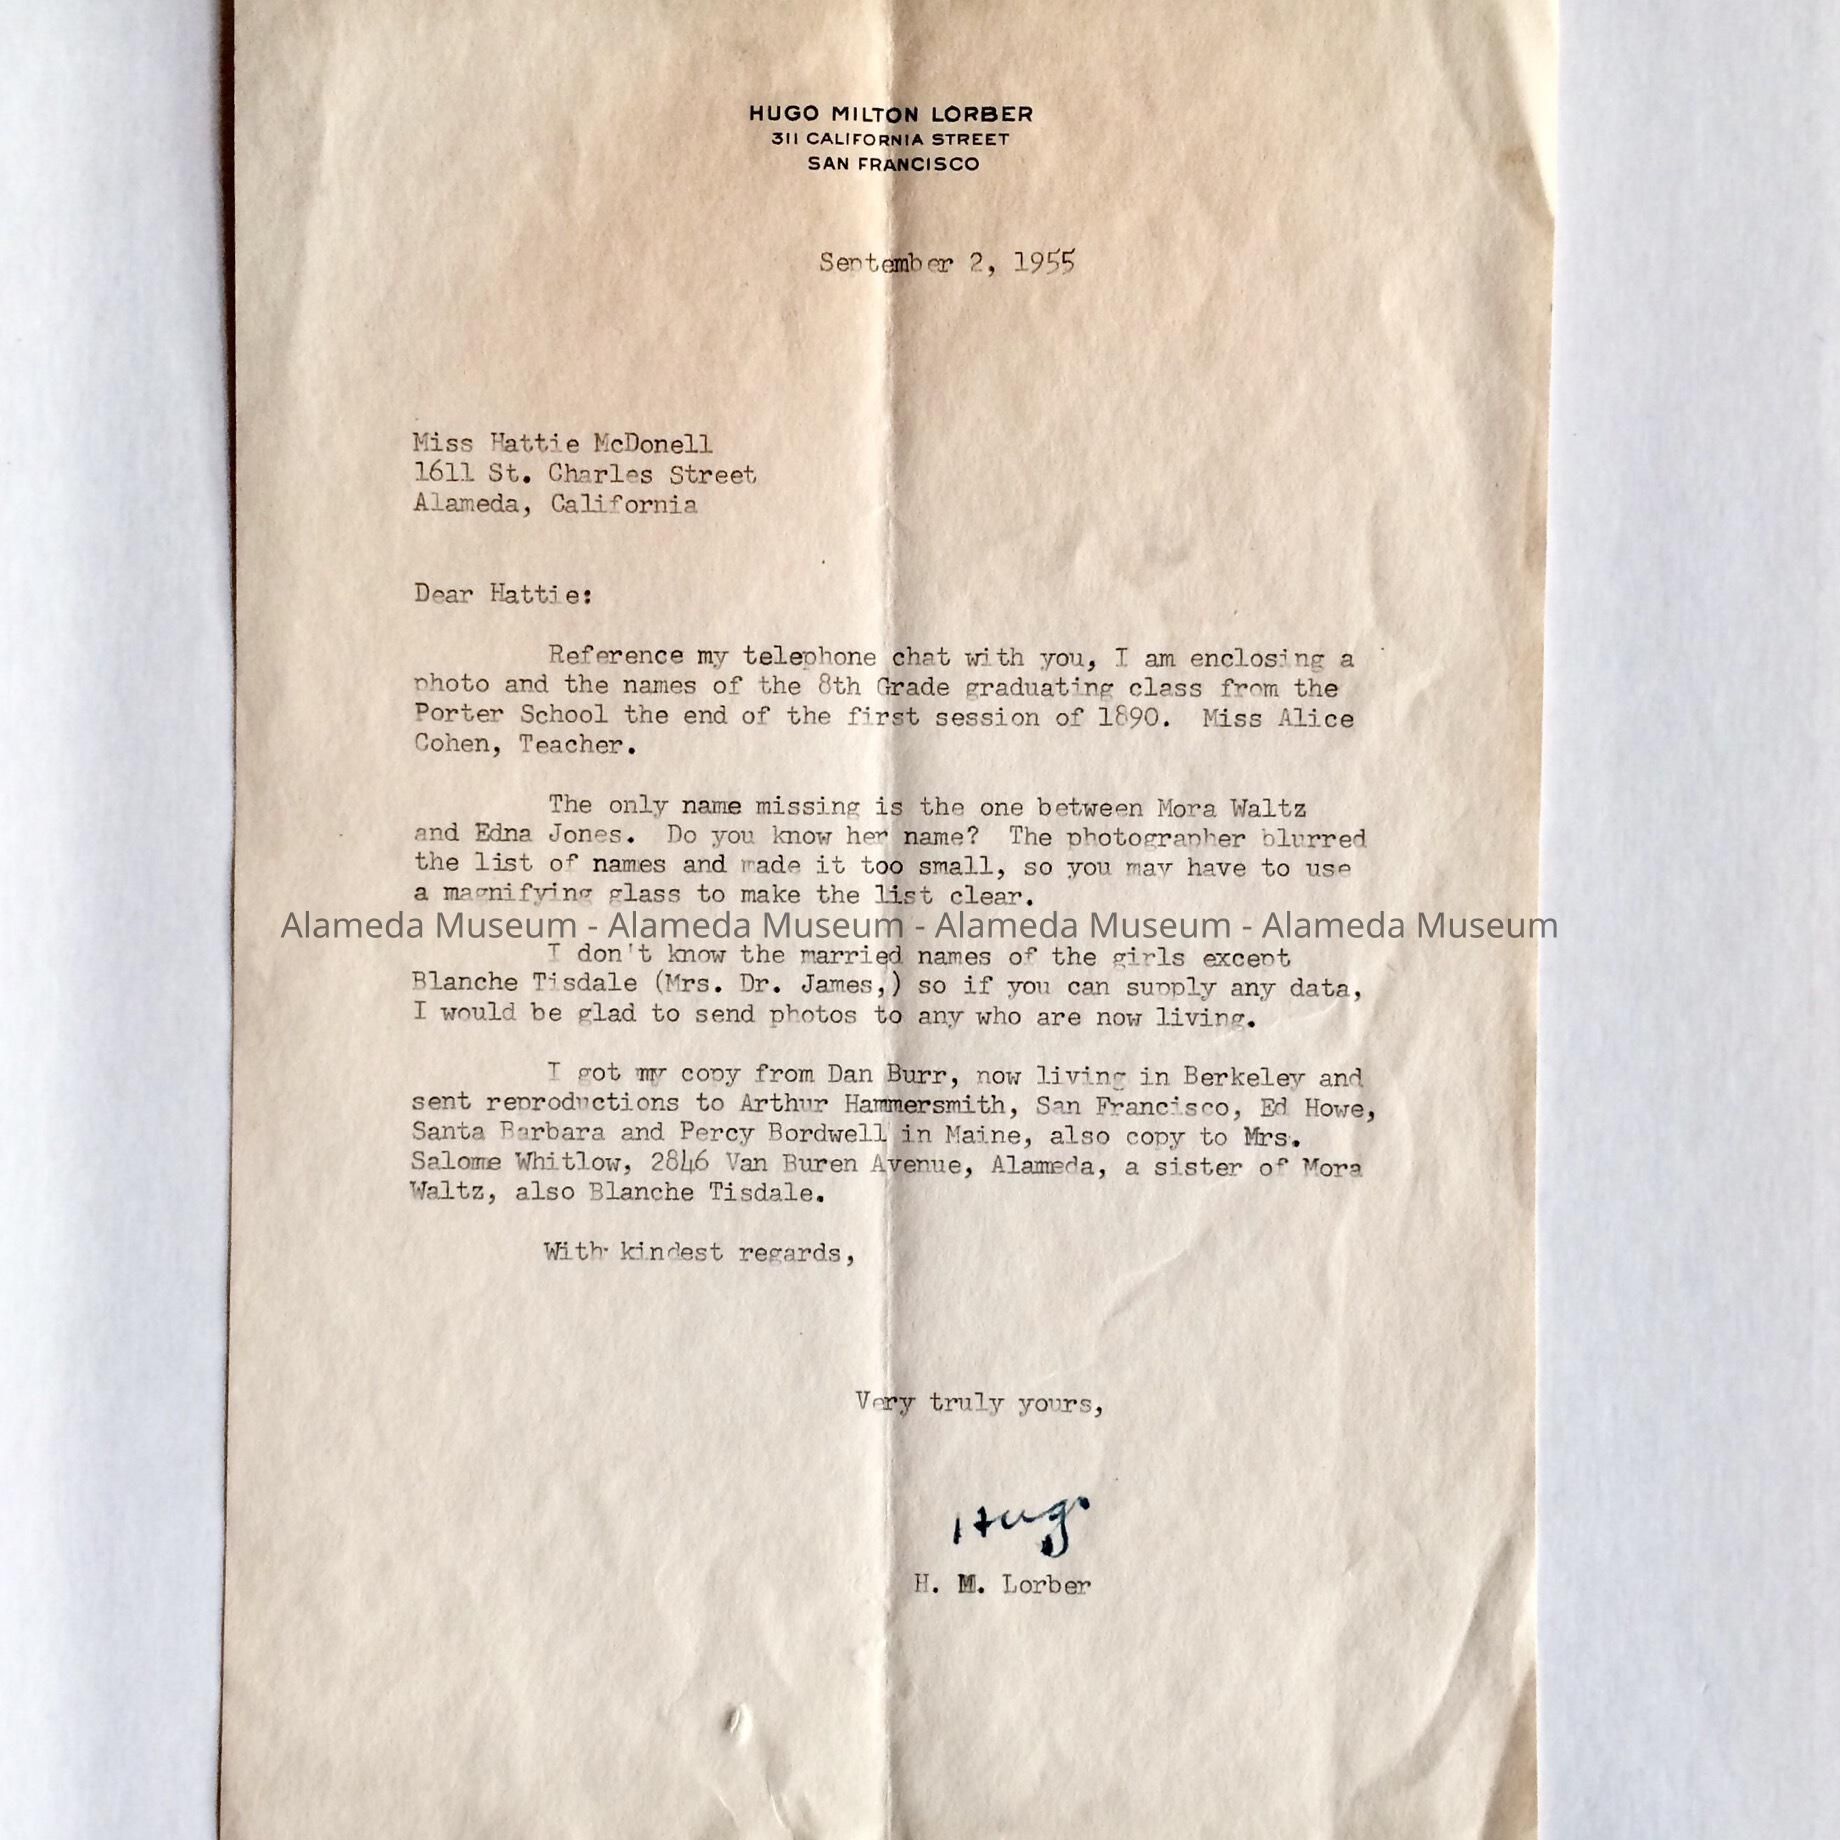 HUGO MILTON LORBER
311 CALIFORNIA STREET
SAN FRANCISCO
September 2, 1955
Miss Hattie McDonell
1611 St. Charles Street
Alameda, California
Dear Hattie:
Reference my telephone chat with you, I am enclosing a
photo and the names of the 8th Grade graduating class from the
Porter School the end of the first session of 1890. Miss Alice
Cohen, Teacher.
The only name missing is the one between Mora Waltz
and Edna Jones. Do you know her name? The photographer blurred
the list of names and made it too small, so you may have to use
a magnifying glass to make the list clear.
Alameda Museum - Alameda Museum - Alameda Museum - Alameda Museum
I don't know the married names of the girls except
Blanche Tisdale (Mrs. Dr. James,) so if you can supply any data,
I would be glad to send photos to any who are now living.
I got my copy from Dan Burr, now living in Berkeley and
sent reproductions to Arthur Hammersmith, San Francisco, Ed Howe,
Santa Barbara and Percy Bordwell in Maine, also copy to Mrs.
Salome Whitlow, 2846 Van Buren Avenue, Alameda, a sister of Mora
Waltz, also Blanche Tisdale.
With kindest regards,
Very truly yours,
Hugo
H. M. Lorber